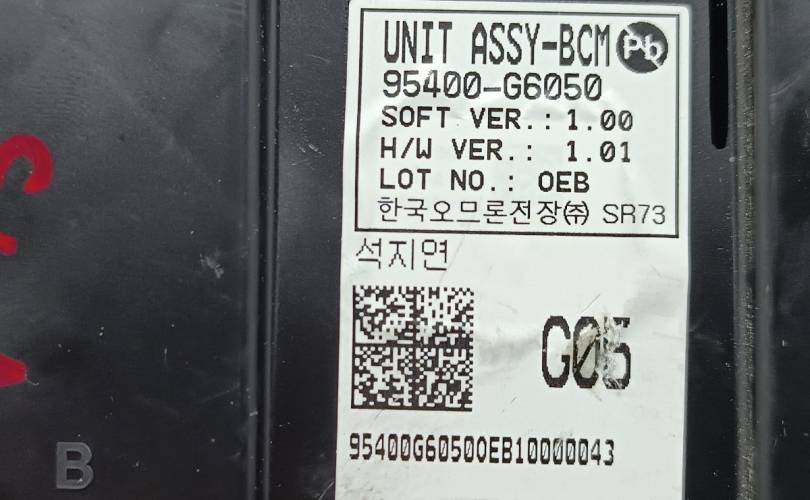 UNIT ASSY-BCM Pb
95400-G6050
SOFT VER.: 1.00
H/W VER.: 1.01
LOT NO.: OEB
한국오므론전장㈜ SR73
석지연
G05
95400G6050OEB10000043
B